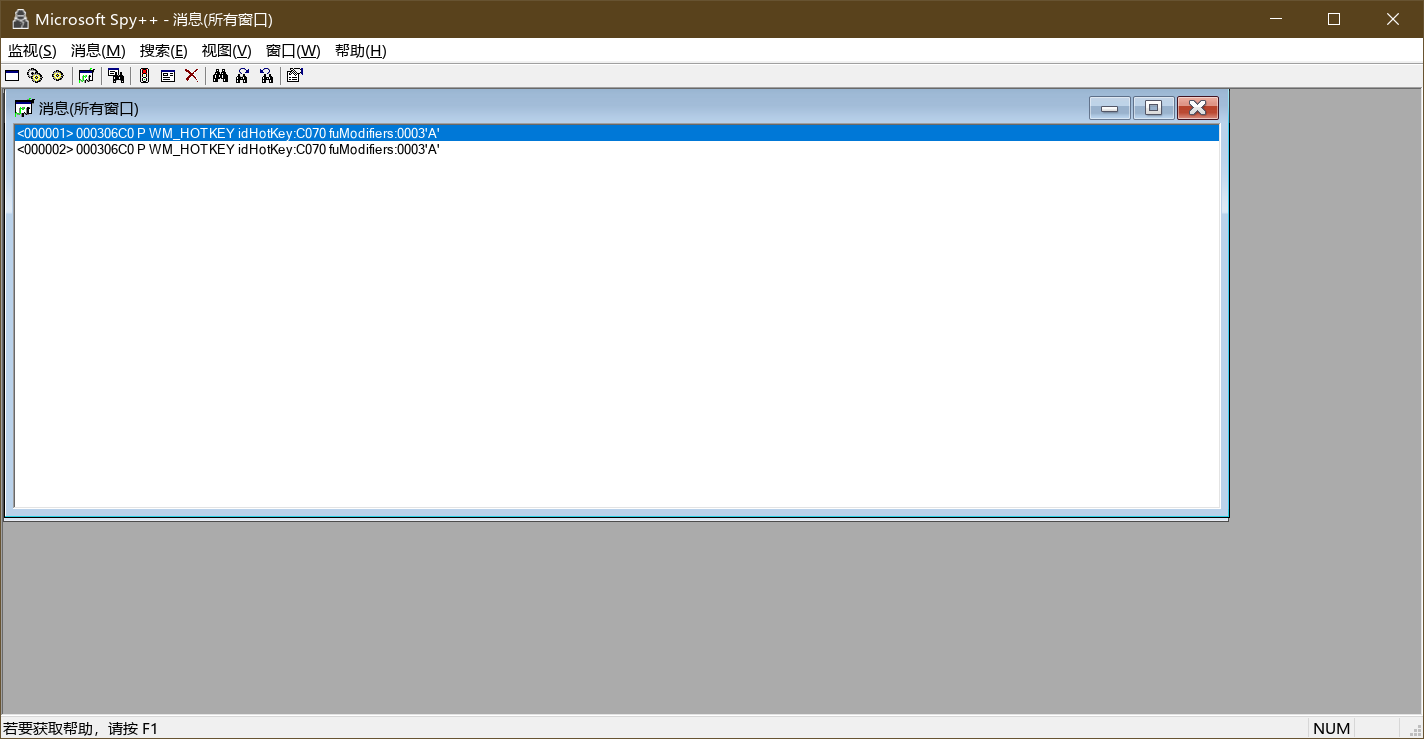 Microsoft Spy++ - 消息(所有窗口)
监视(S) 消息(M) 搜索(E) 视图(V) 窗口(W) 帮助(H)
消息(所有窗口)
<000001> 000306C0 P WM_HOTKEY idHotKey:C070 fuModifiers:0003'A'
<000002> 000306C0 P WM_HOTKEY idHotKey:C070 fuModifiers:0003'A'
若要获取帮助，请按 F1 NUM